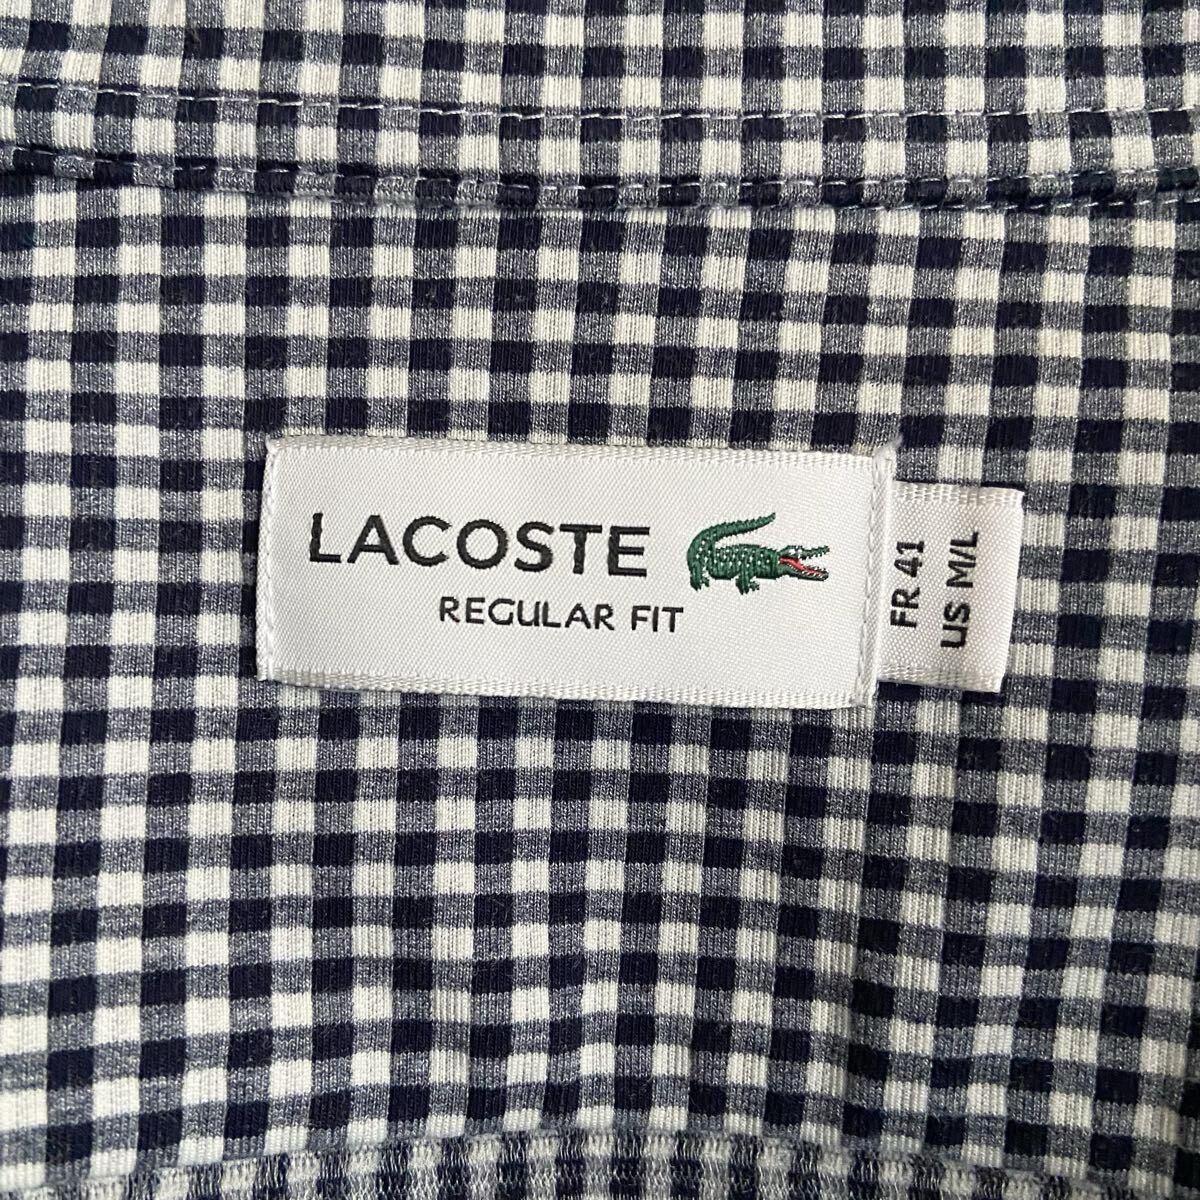 LACOSTE
REGULAR FIT
FR 41
US M/L